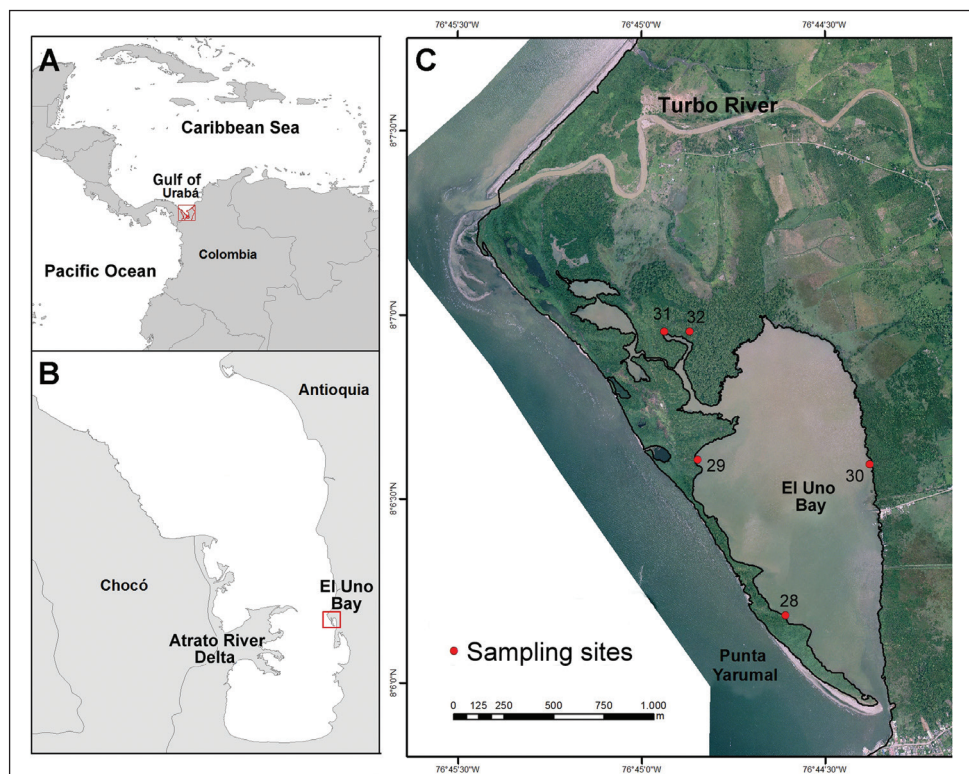 A
Caribbean Sea
Gulf of
Urabá
Pacific Ocean
Colombia
B
Antioquia
Chocó
El Uno
Bay
Atrato River
Delta
76°45'30"W
76°45'0"W
76°44'30"W
C
Turbo River
8°7'30"N
8°7'0"N
31
32
29
30
El Uno
Bay
8°6'30"N
28
Sampling sites
Punta
Yarumal
0 125 250 500 750 1.000
m
8°6'0"N
76°45'30"W
76°45'0"W
76°44'30"W